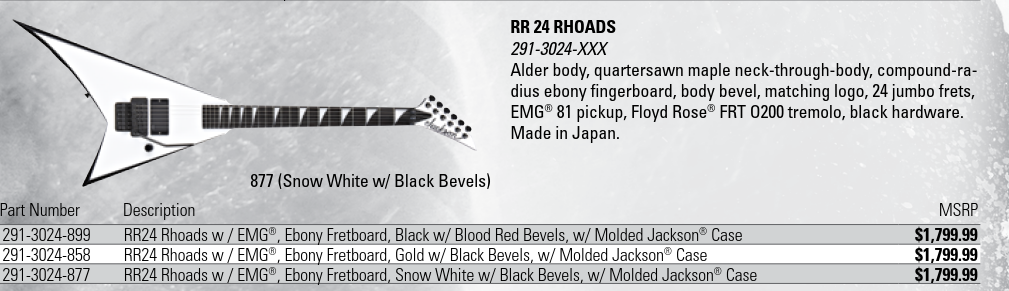 RR 24 RHOADS
291-3024-XXX
Alder body, quartersawn maple neck-through-body, compound-ra-
dius ebony fingerboard, body bevel, matching logo, 24 jumbo frets,
EMG® 81 pickup, Floyd Rose® FRT O200 tremolo, black hardware.
Made in Japan.
Jackson
877 (Snow White w/ Black Bevels)
Part Number Description MSRP
291-3024-899 RR24 Rhoads w / EMG®, Ebony Fretboard, Black w/ Blood Red Bevels, w/ Molded Jackson® Case $1,799.99
291-3024-858 RR24 Rhoads w / EMG®, Ebony Fretboard, Gold w/ Black Bevels, w/ Molded Jackson® Case $1,799.99
291-3024-877 RR24 Rhoads w / EMG®, Ebony Fretboard, Snow White w/ Black Bevels, w/ Molded Jackson® Case $1,799.99